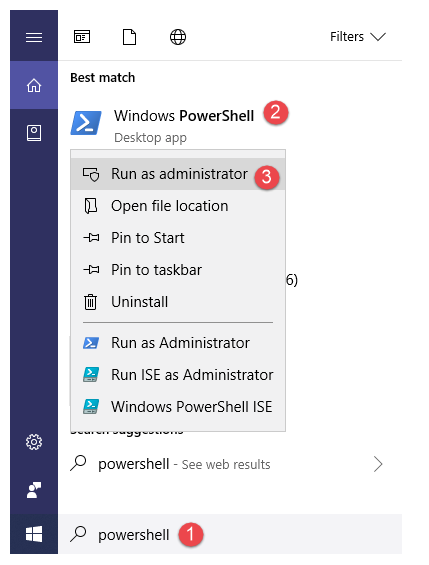 Filters
Best match
Windows PowerShell 2
Desktop app
Run as administrator 3
Open file location
Pin to Start
Pin to taskbar
6)
Uninstall
Run as Administrator
Run ISE as Administrator
Windows PowerShell ISE
Search suggestions
powershell - See web results
powershell 1